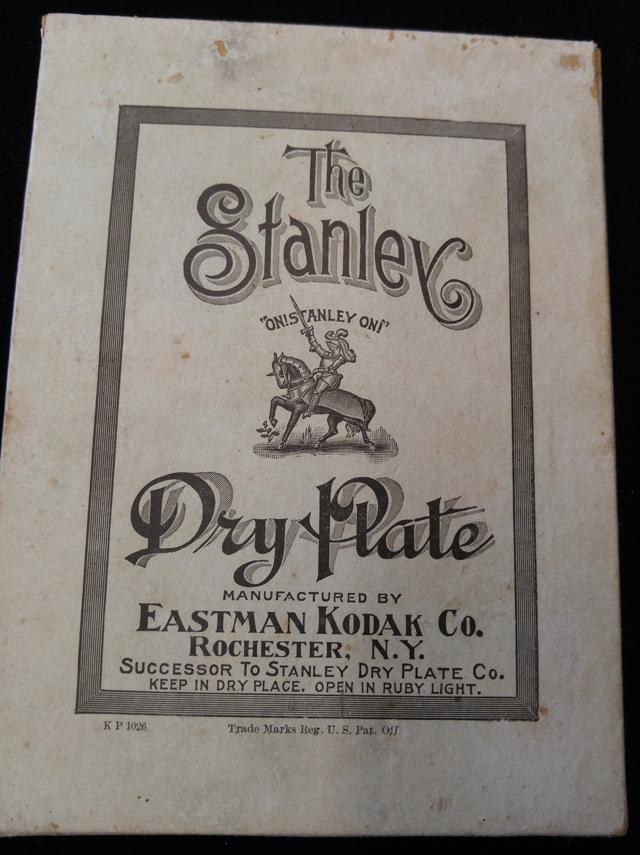 The
Stanley
"ON! STANLEY ON!"
Dry Plate
MANUFACTURED BY
EASTMAN KODAK CO.
ROCHESTER, N.Y.
SUCCESSOR TO STANLEY DRY PLATE CO.
KEEP IN DRY PLACE. OPEN IN RUBY LIGHT.
K P 1026
Trade Marks Reg. U. S. Pat. Off.